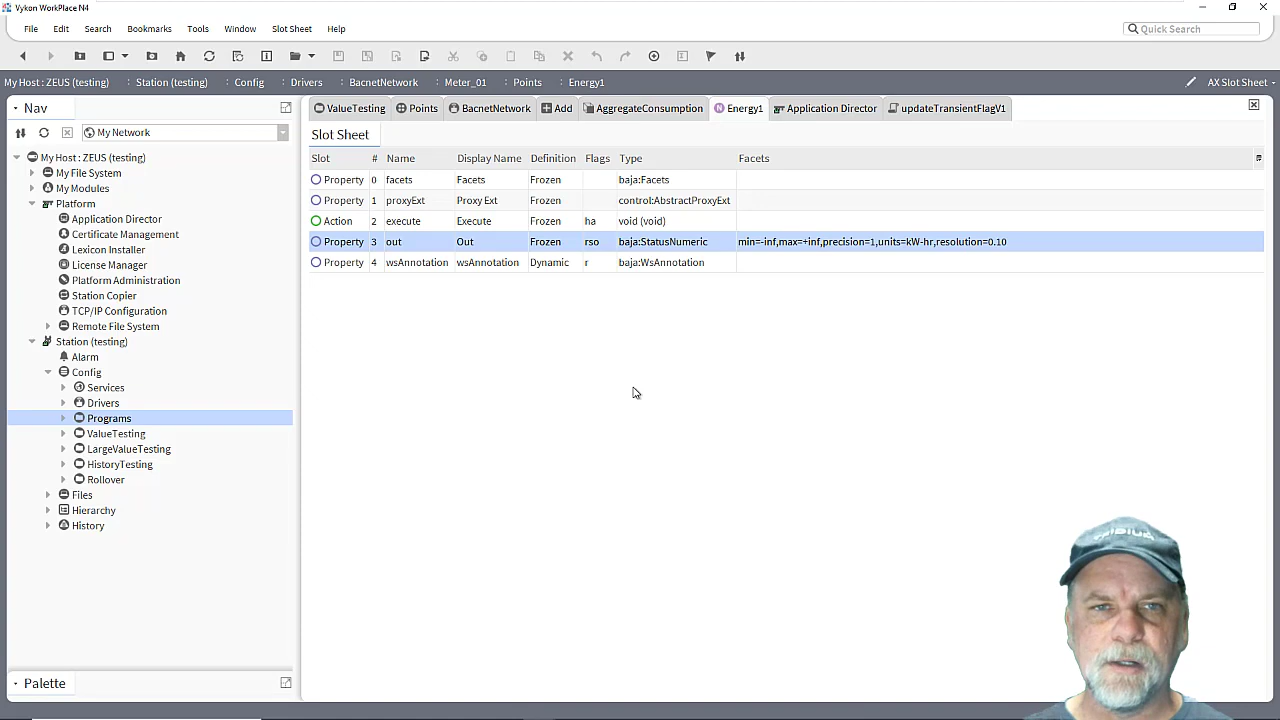 Vykon WorkPlace N4
File Edit Search Bookmarks Tools Window Slot Sheet Help
Quick Search
My Host : ZEUS (testing) Station (testing) Config Drivers BacnetNetwork Meter_01 Points Energy1 AX Slot Sheet
Nav
ValueTesting Points BacnetNetwork Add AggregateConsumption Energy1 Application Director updateTransientFlagV1
My Network
Slot Sheet
Slot # Name Display Name Definition Flags Type Facets
Property 0 facets Facets Frozen baja:Facets
Property 1 proxyExt Proxy Ext Frozen control:AbstractProxyExt
Action 2 execute Execute Frozen ha void (void)
Property 3 out Out Frozen rso baja:StatusNumeric min=-inf,max=+inf,precision=1,units=kW-hr,resolution=0.10
Property 4 wsAnnotation wsAnnotation Dynamic r baja:WsAnnotation
My Host : ZEUS (testing)
My File System
My Modules
Platform
Application Director
Certificate Management
Lexicon Installer
License Manager
Platform Administration
Station Copier
TCP/IP Configuration
Remote File System
Station (testing)
Alarm
Config
Services
Drivers
Programs
ValueTesting
LargeValueTesting
HistoryTesting
Rollover
Files
Hierarchy
History
Palette